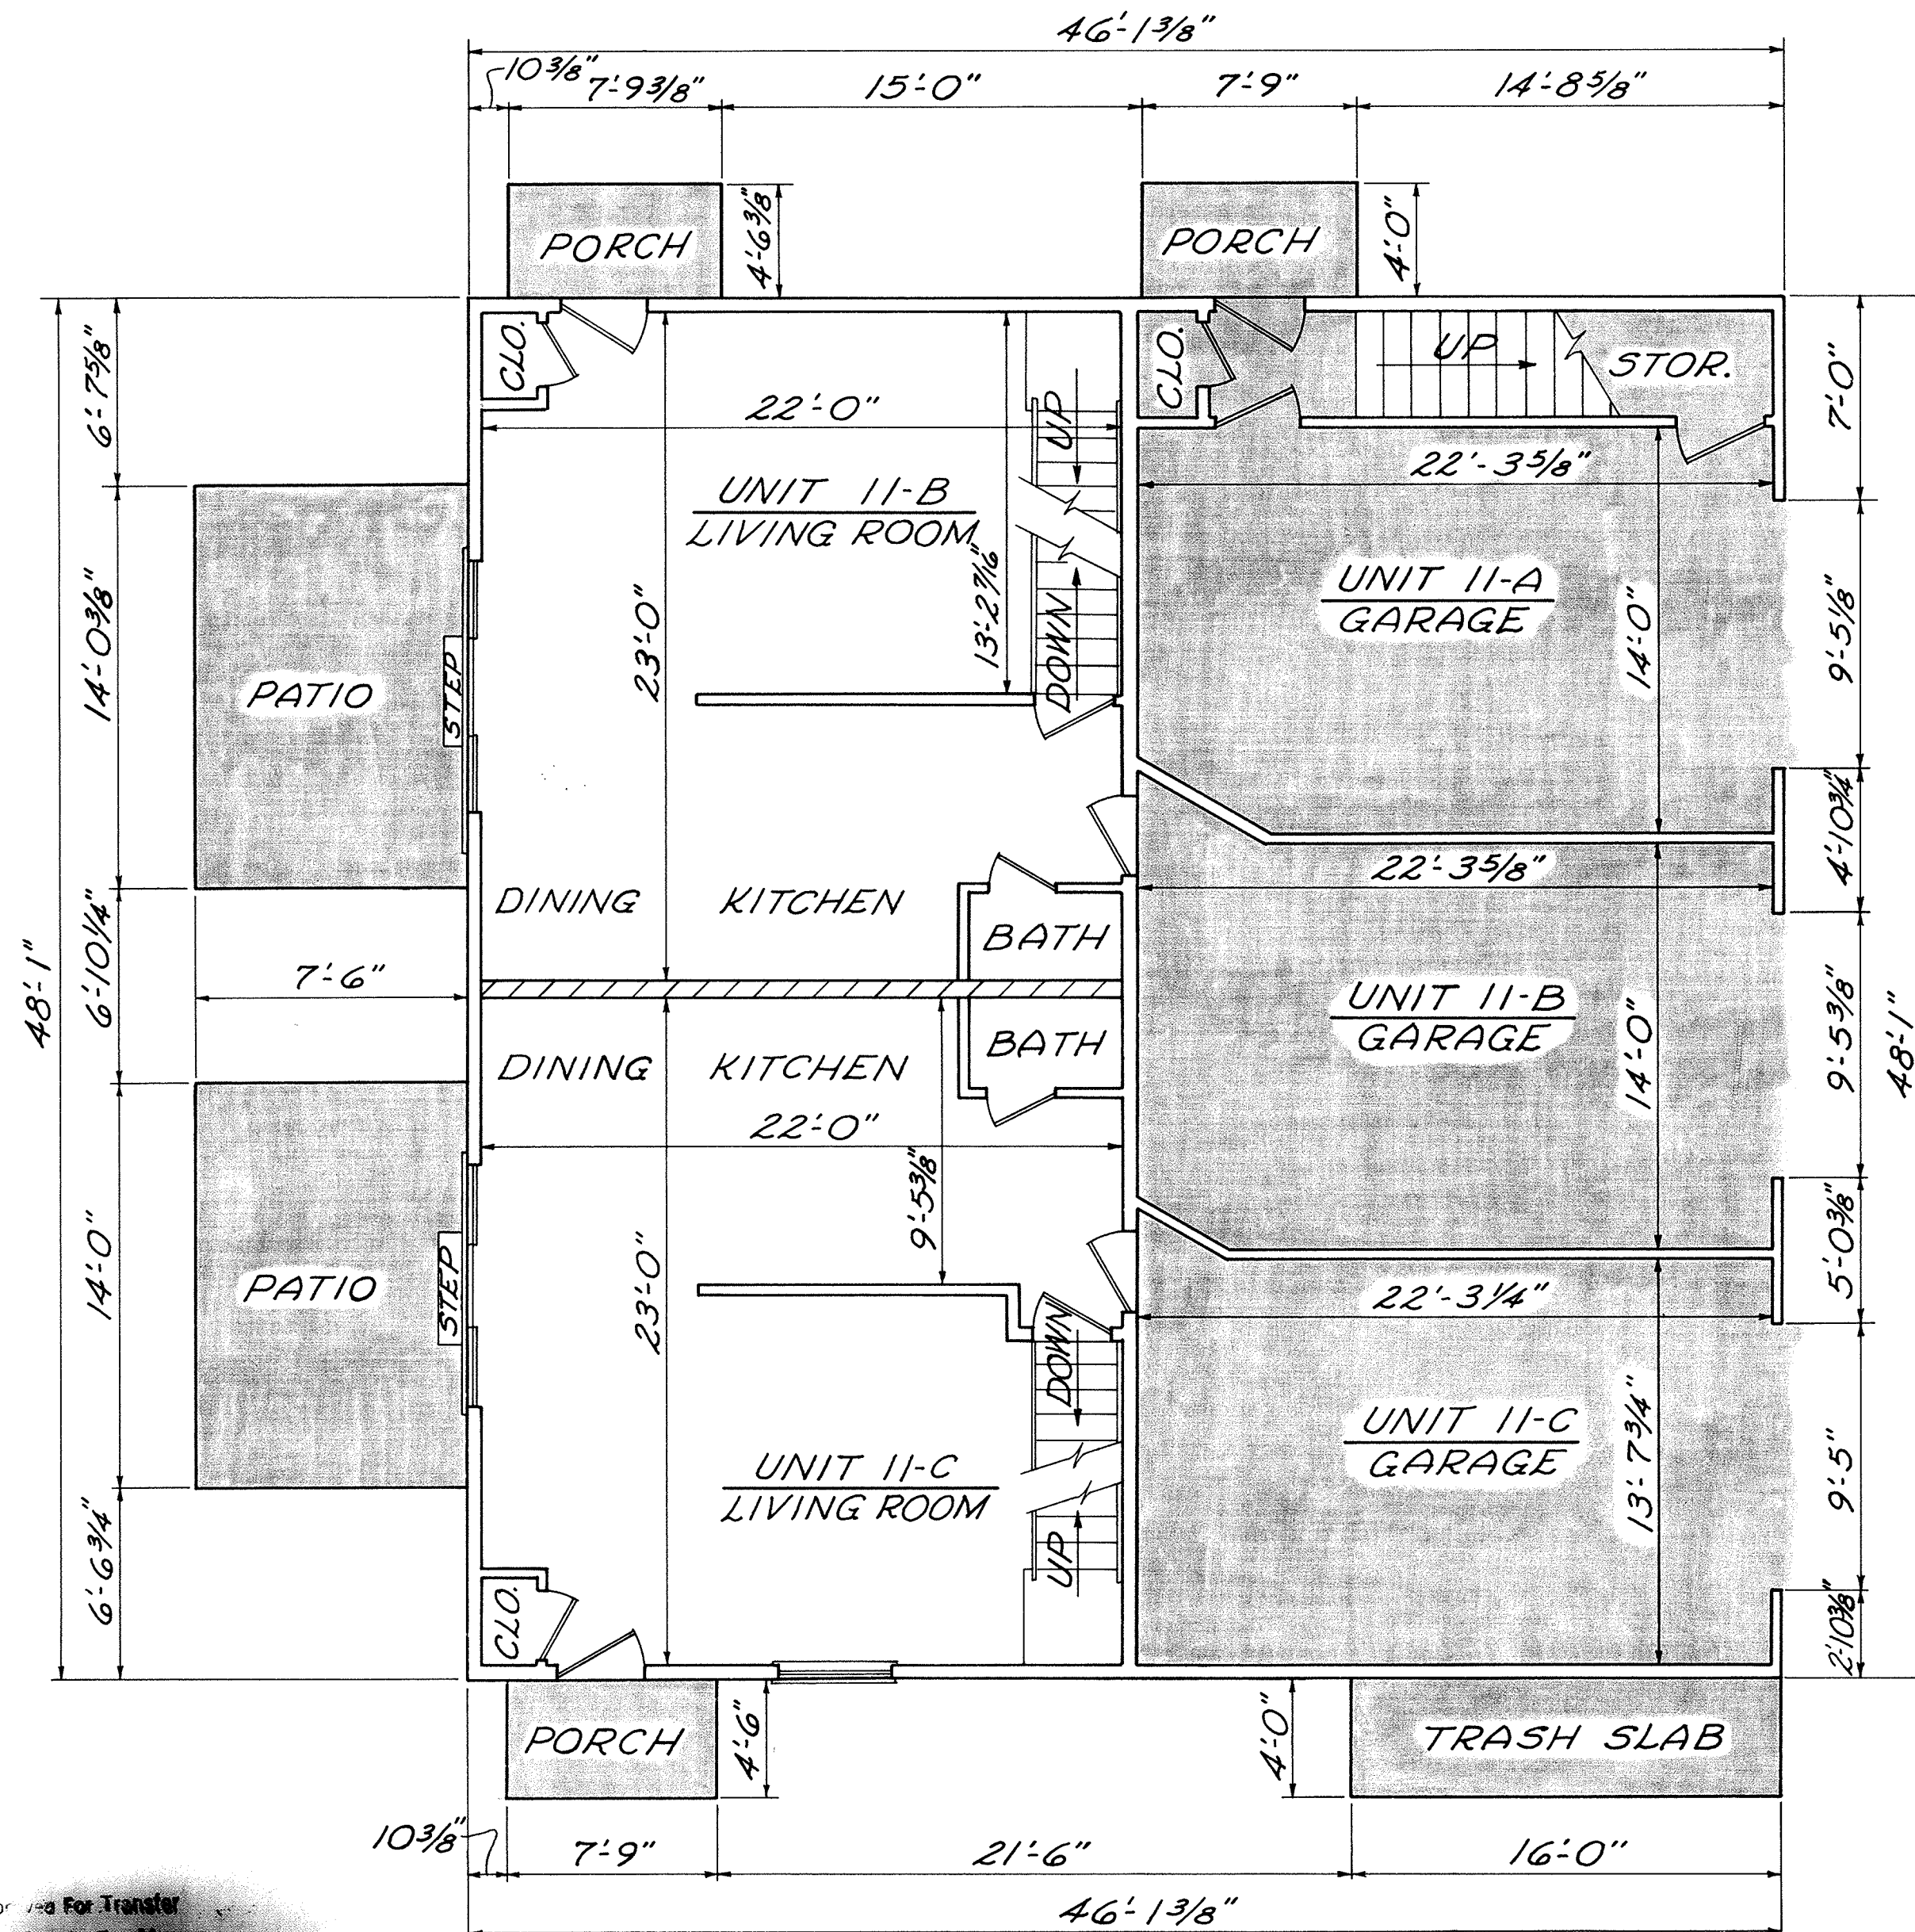 46'-1 3/8"
10 3/8"
7'-9 3/8"
15'-0"
7'-9"
14'-8 5/8"
PORCH
4'-6 3/8"
PORCH
4'-0"
CLO.
CLO.
UP
STOR.
6'-7 5/8"
7'-0"
22'-0"
UP
22'-3 5/8"
UNIT 11-B
LIVING ROOM
13'-2 7/16"
UNIT 11-A
GARAGE
14'-0"
9'-5 1/8"
14'-0 3/8"
PATIO
STEP
23'-0"
DOWN
4'-10 3/4"
22'-3 5/8"
DINING
KITCHEN
BATH
48'-1"
6'-10 1/4"
7'-6"
UNIT 11-B
GARAGE
14'-0"
9'-5 3/8"
48'-1"
DINING
KITCHEN
BATH
22'-0"
9'-5 3/8"
5'-0 3/8"
14'-0"
PATIO
STEP
23'-0"
DOWN
22'-3 1/4"
UNIT 11-C
GARAGE
13'-7 3/4"
9'-5"
UNIT 11-C
LIVING ROOM
UP
6'-6 3/4"
CLO.
2'-10 3/8"
PORCH
4'-6"
4'-0"
TRASH SLAB
10 3/8"
7'-9"
21'-6"
16'-0"
46'-1 3/8"
For Transfer